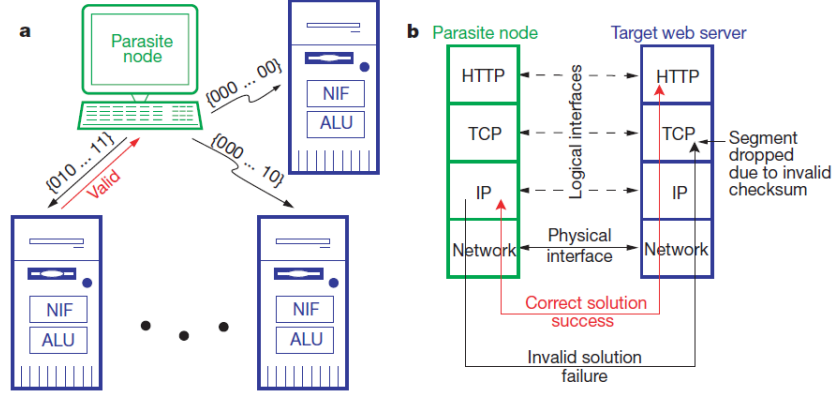 a
Parasite
node
{000 ... 00}
NIF
ALU
{010 ... 11}
Valid
{000 ... 10}
NIF
ALU
NIF
ALU
b
Parasite node
Target web server
HTTP
HTTP
TCP
TCP
Logical interfaces
Segment
dropped
due to invalid
checksum
IP
IP
Network
Physical
interface
Network
Correct solution
success
Invalid solution
failure